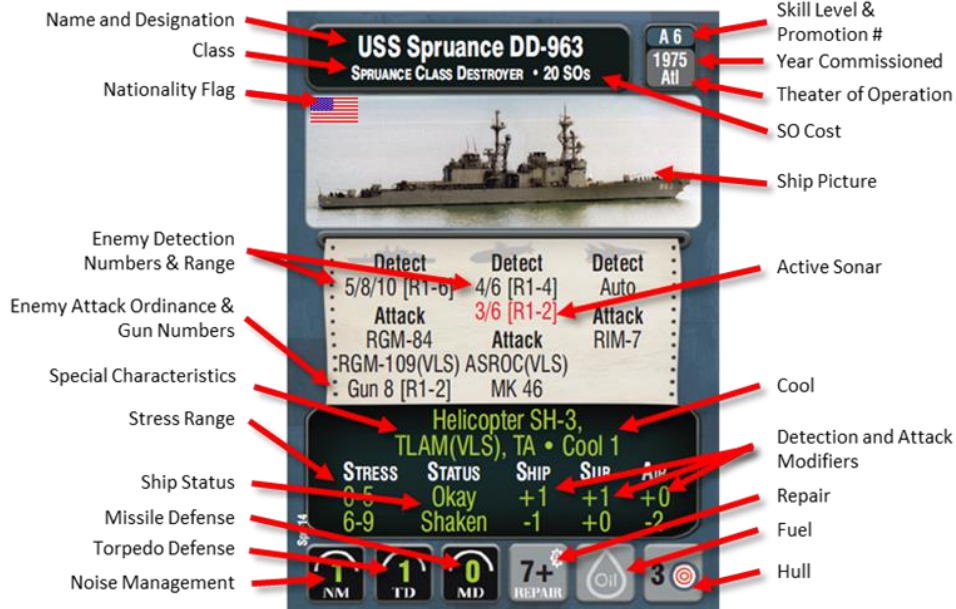 Name and Designation
Class
Nationality Flag
Enemy Detection
Numbers & Range
Enemy Attack Ordinance &
Gun Numbers
Special Characteristics
Stress Range
Ship Status
Missile Defense
Torpedo Defense
Noise Management
USS Spruance DD-963
SPRUANCE CLASS DESTROYER • 20 SOs
A 6
1975
Atl
Detect
5/8/10 [R1-6]
Attack
RGM-84
RGM-109(VLS)
Gun 8 [R1-2]
Detect
4/6 [R1-4]
3/6 [R1-2]
Attack
ASROC(VLS)
MK 46
Detect
Auto
Attack
RIM-7
Helicopter SH-3,
TLAM(VLS), TA • Cool 1
STRESS STATUS SHIP SUB AIR
0-5 Okay +1 +1 +0
6-9 Shaken -1 +0 -2
1 NM
1 TD
0 MD
7+ REPAIR
Oil
3
Skill Level &
Promotion #
Year Commissioned
Theater of Operation
SO Cost
Ship Picture
Active Sonar
Cool
Detection and Attack
Modifiers
Repair
Fuel
Hull